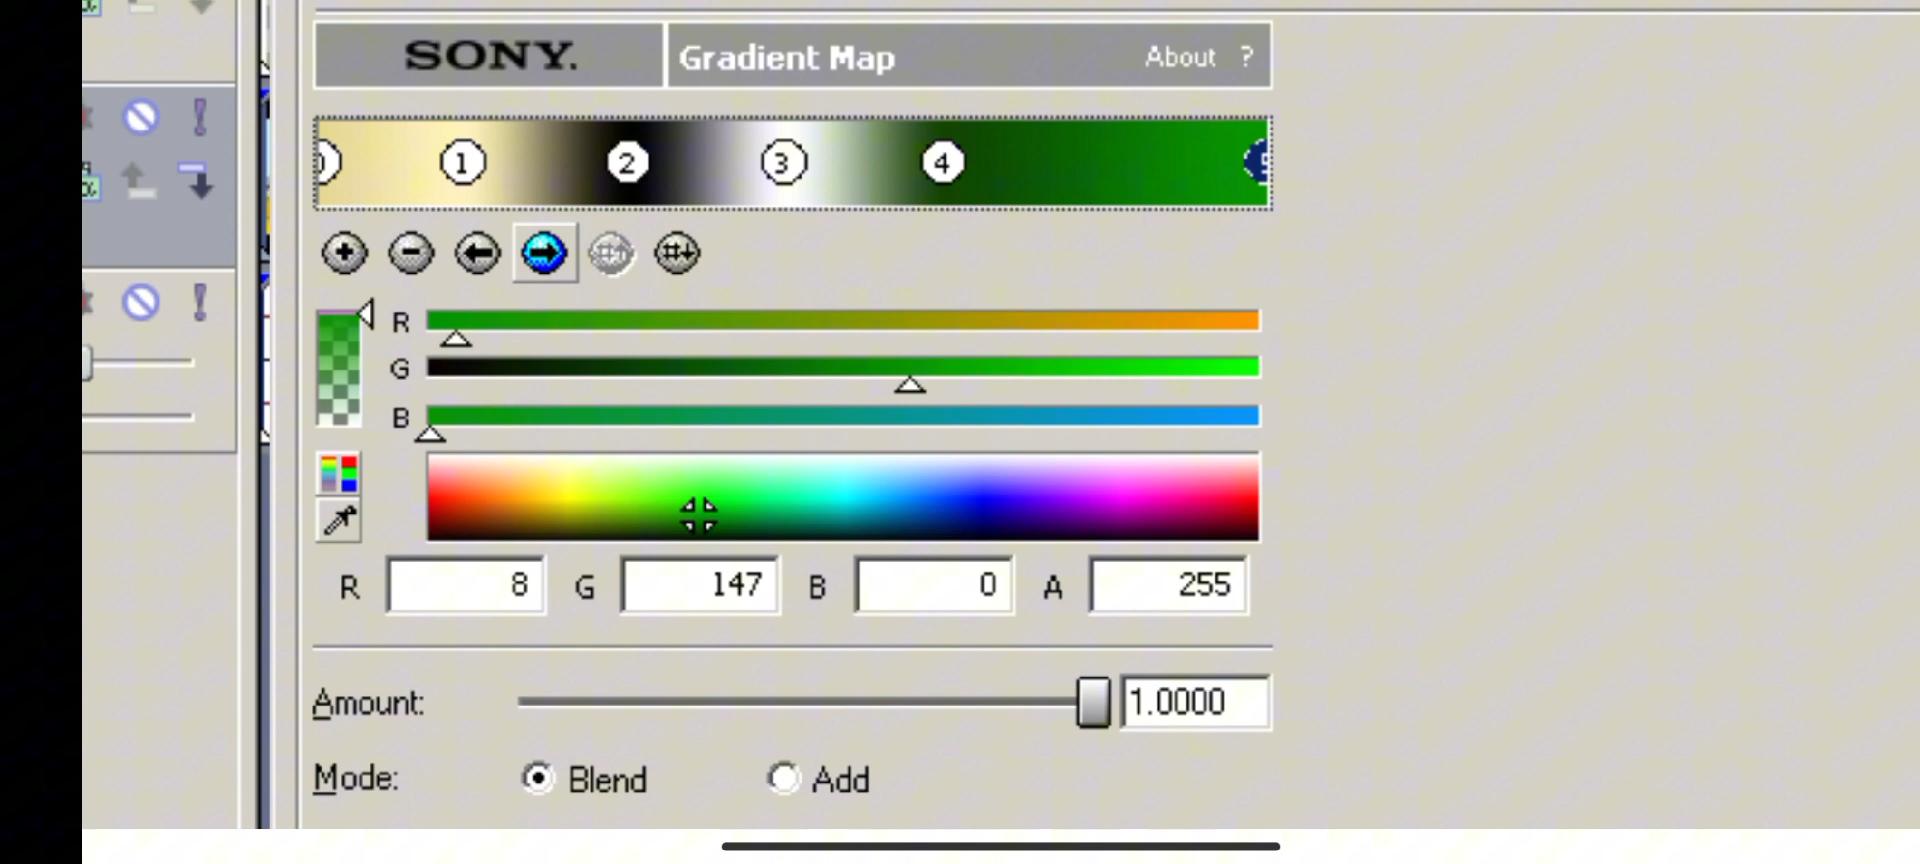 SONY. Gradient Map About ?
1 2 3 4
R
G
B
R 8 G 147 B 0 A 255
Amount: 1.0000
Mode: Blend Add